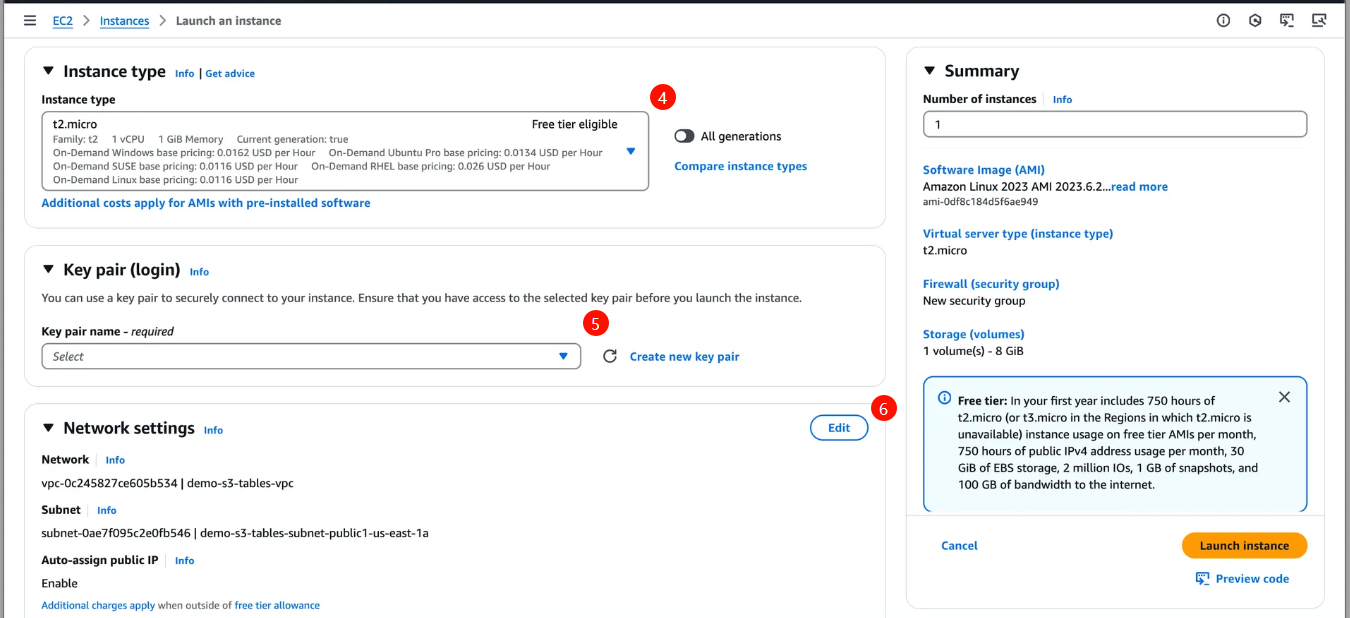 EC2 > Instances > Launch an instance
Instance type Info | Get advice
Instance type
4
t2.micro Free tier eligible
Family: t2 1 vCPU 1 GiB Memory Current generation: true
On-Demand Windows base pricing: 0.0162 USD per Hour On-Demand Ubuntu Pro base pricing: 0.0134 USD per Hour
On-Demand SUSE base pricing: 0.0116 USD per Hour On-Demand RHEL base pricing: 0.026 USD per Hour
On-Demand Linux base pricing: 0.0116 USD per Hour
All generations
Compare instance types
Additional costs apply for AMIs with pre-installed software
Key pair (login) Info
You can use a key pair to securely connect to your instance. Ensure that you have access to the selected key pair before you launch the instance.
Key pair name - required
5
Select
Create new key pair
6
Network settings Info
Edit
Network Info
vpc-0c245827ce605b534 | demo-s3-tables-vpc
Subnet Info
subnet-0ae7f095c2e0fb546 | demo-s3-tables-subnet-public1-us-east-1a
Auto-assign public IP Info
Enable
Additional charges apply when outside of free tier allowance
Summary
Number of instances Info
1
Software Image (AMI)
Amazon Linux 2023 AMI 2023.6.2...read more
ami-0df8c184d5f6ae949
Virtual server type (instance type)
t2.micro
Firewall (security group)
New security group
Storage (volumes)
1 volume(s) - 8 GiB
Free tier: In your first year includes 750 hours of
t2.micro (or t3.micro in the Regions in which t2.micro is
unavailable) instance usage on free tier AMIs per month,
750 hours of public IPv4 address usage per month, 30
GiB of EBS storage, 2 million IOs, 1 GB of snapshots, and
100 GB of bandwidth to the internet.
Cancel
Launch instance
Preview code